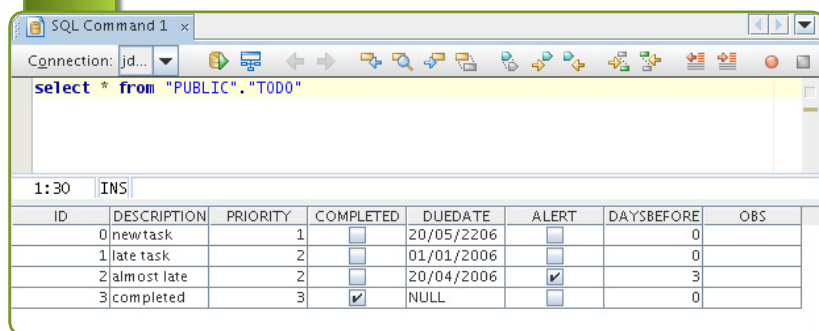 SQL Command 1 x
Connection: jd...
select * from "PUBLIC"."TODO"
1:30 INS
ID DESCRIPTION PRIORITY COMPLETED DUEDATE ALERT DAYSBEFORE OBS
0 new task 1 20/05/2206 0
1 late task 2 01/01/2006 0
2 almost late 2 20/04/2006 3
3 completed 3 NULL 0